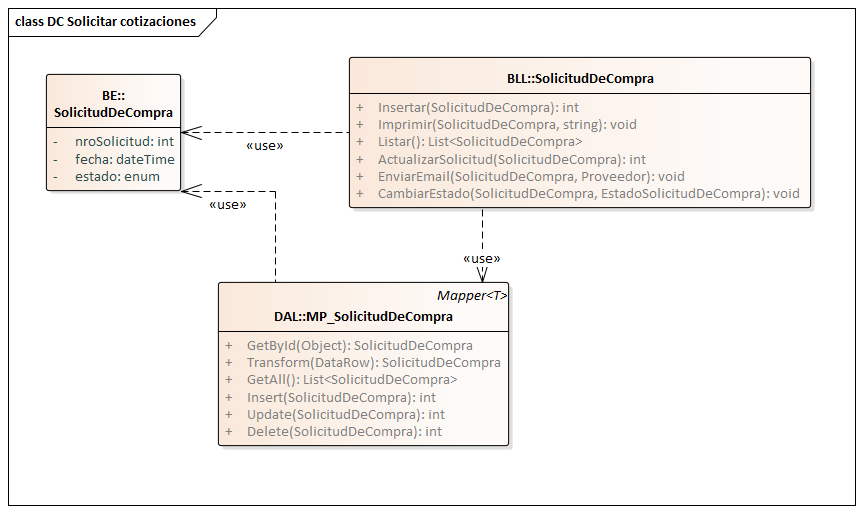 class DC Solicitar cotizaciones
BE::
SolicitudDeCompra
- nroSolicitud: int
- fecha: dateTime
- estado: enum
BLL::SolicitudDeCompra
+ Insertar(SolicitudDeCompra): int
+ Imprimir(SolicitudDeCompra, string): void
+ Listar(): List<SolicitudDeCompra>
+ ActualizarSolicitud(SolicitudDeCompra): int
+ EnviarEmail(SolicitudDeCompra, Proveedor): void
+ CambiarEstado(SolicitudDeCompra, EstadoSolicitudDeCompra): void
«use»
«use»
«use»
Mapper<T>
DAL::MP_SolicitudDeCompra
+ GetById(Object): SolicitudDeCompra
+ Transform(DataRow): SolicitudDeCompra
+ GetAll(): List<SolicitudDeCompra>
+ Insert(SolicitudDeCompra): int
+ Update(SolicitudDeCompra): int
+ Delete(SolicitudDeCompra): int